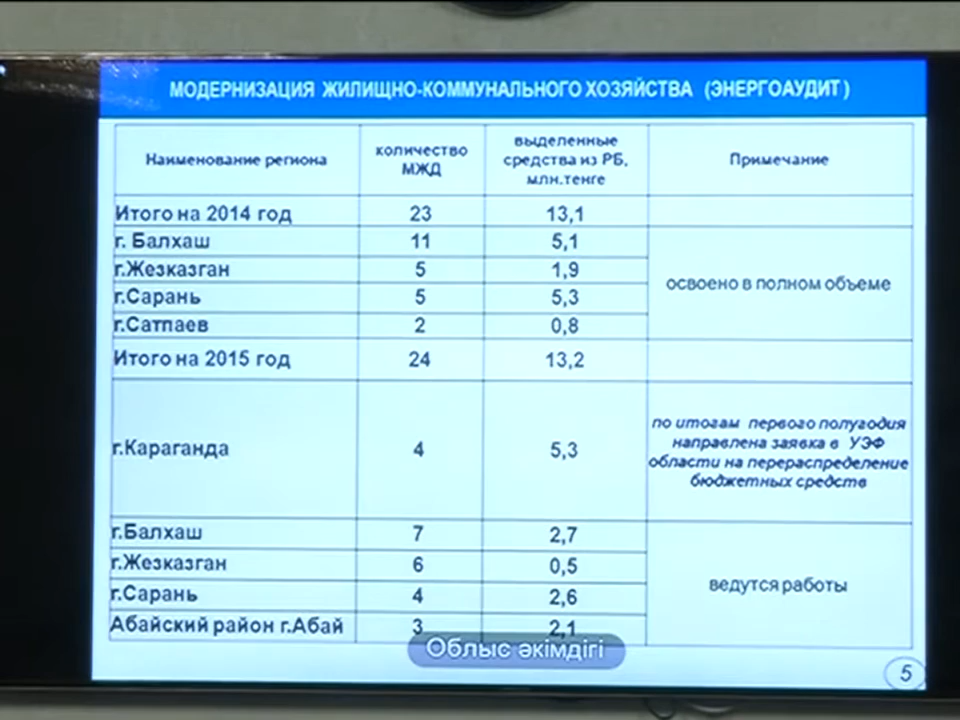 МОДЕРНИЗАЦИЯ ЖИЛИЩНО-КОММУНАЛЬНОГО ХОЗЯЙСТВА (ЭНЕРГОАУДИТ)
Наименование региона
количество
МЖД
выделенные
средства из РБ,
млн.тенге
Примечание
Итого на 2014 год 23 13,1
г. Балхаш 11 5,1
г.Жезказган 5 1,9
освоено в полном объеме
г.Сарань 5 5,3
г.Сатпаев 2 0,8
Итого на 2015 год 24 13,2
г.Караганда 4 5,3
по итогам первого полугодия
направлена заявка в УЭФ
области на перераспределение
бюджетных средств
г.Балхаш 7 2,7
г.Жезказган 6 0,5
ведутся работы
г.Сарань 4 2,6
Абайский район г.Абай 3 2,1
Облыс әкімдігі
5